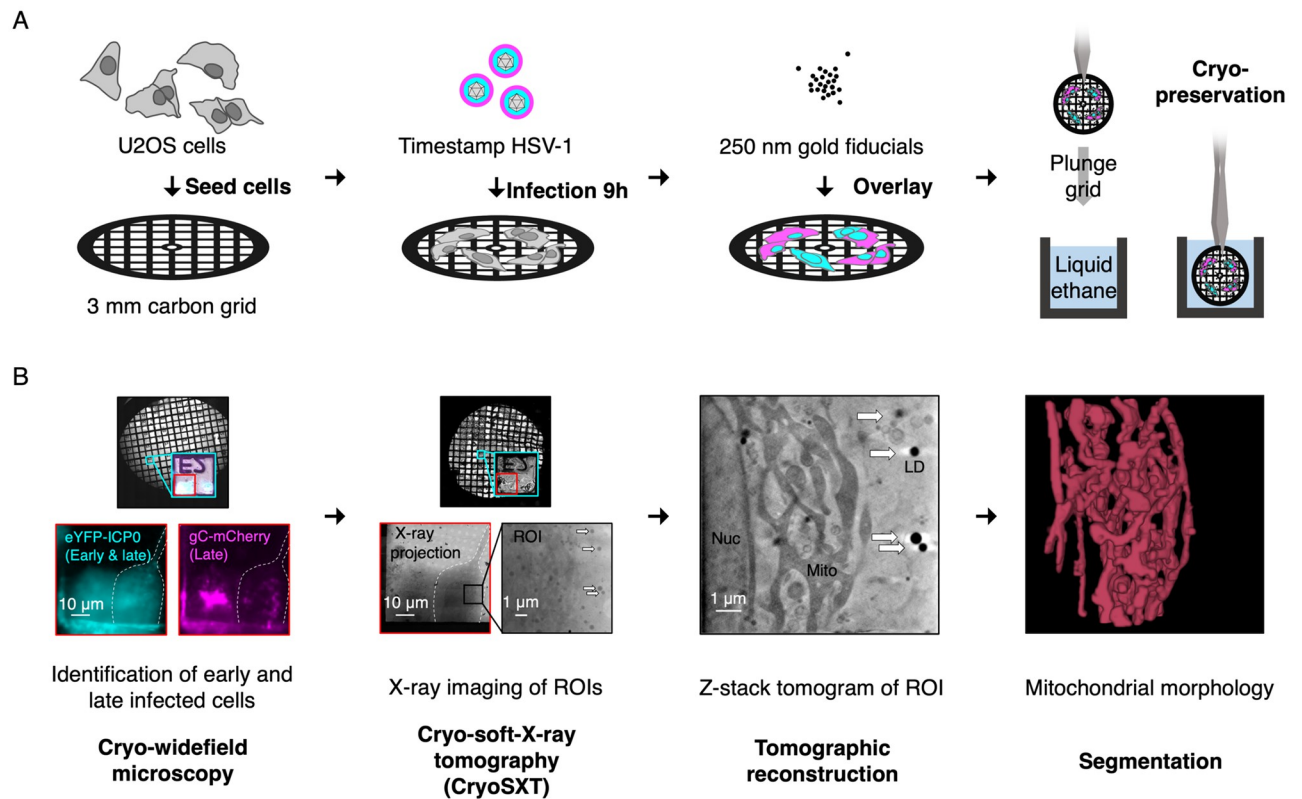 A
U2OS cells
Seed cells
3 mm carbon grid
Timestamp HSV-1
Infection 9h
250 nm gold fiducials
Overlay
Plunge
grid
Liquid
ethane
Cryo-
preservation
B
eYFP-ICP0
(Early & late)
10 µm
gC-mCherry
(Late)
Identification of early and
late infected cells
Cryo-widefield
microscopy
X-ray
projection
10 µm
ROI
1 µm
X-ray imaging of ROIs
Cryo-soft-X-ray
tomography
(CryoSXT)
LD
Nuc
Mito
1 µm
Z-stack tomogram of ROI
Tomographic
reconstruction
Mitochondrial morphology
Segmentation